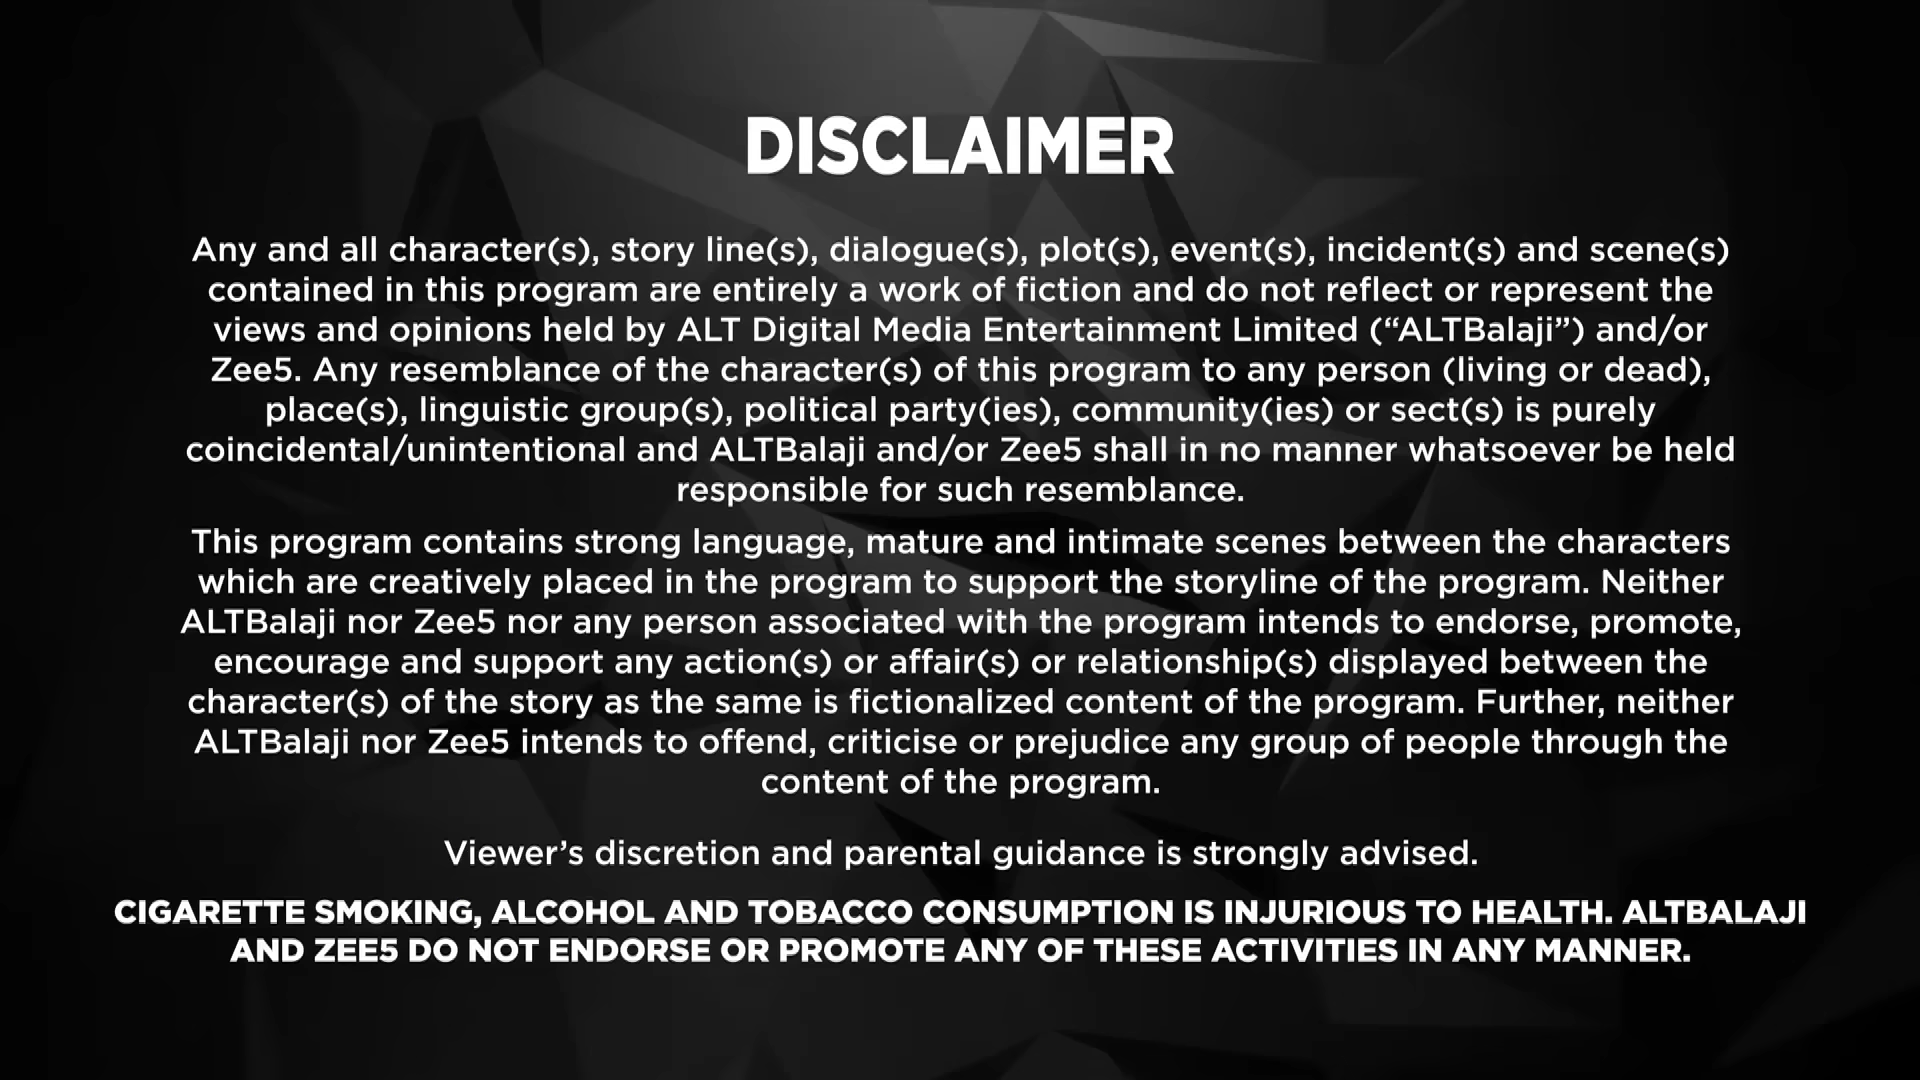 DISCLAIMER
Any and all character(s), story line(s), dialogue(s), plot(s), event(s), incident(s) and scene(s)
contained in this program are entirely a work of fiction and do not reflect or represent the
views and opinions held by ALT Digital Media Entertainment Limited (“ALTBalaji”) and/or
Zee5. Any resemblance of the character(s) of this program to any person (living or dead),
place(s), linguistic group(s), political party(ies), community(ies) or sect(s) is purely
coincidental/unintentional and ALTBalaji and/or Zee5 shall in no manner whatsoever be held
responsible for such resemblance.
This program contains strong language, mature and intimate scenes between the characters
which are creatively placed in the program to support the storyline of the program. Neither
ALTBalaji nor Zee5 nor any person associated with the program intends to endorse, promote,
encourage and support any action(s) or affair(s) or relationship(s) displayed between the
character(s) of the story as the same is fictionalized content of the program. Further, neither
ALTBalaji nor Zee5 intends to offend, criticise or prejudice any group of people through the
content of the program.
Viewer’s discretion and parental guidance is strongly advised.
CIGARETTE SMOKING, ALCOHOL AND TOBACCO CONSUMPTION IS INJURIOUS TO HEALTH. ALTBALAJI
AND ZEE5 DO NOT ENDORSE OR PROMOTE ANY OF THESE ACTIVITIES IN ANY MANNER.